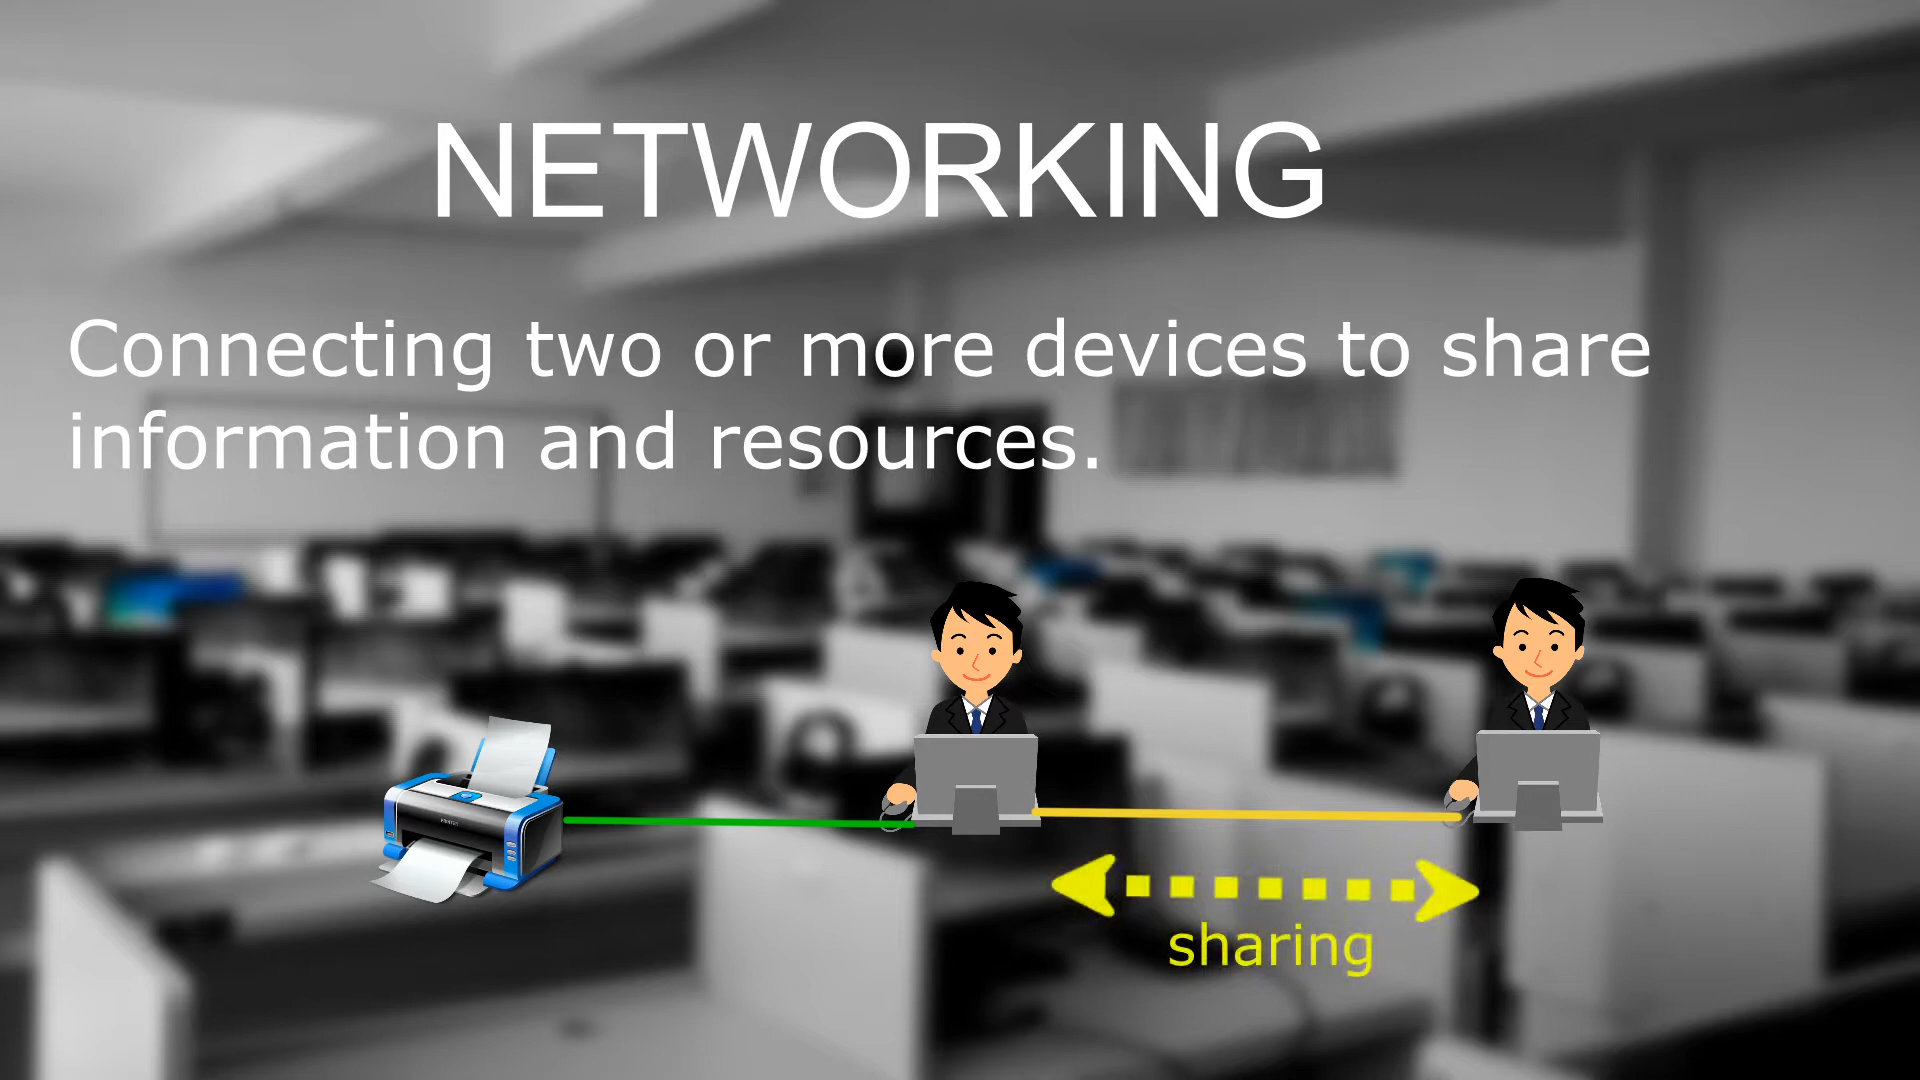 NETWORKING
Connecting two or more devices to share
information and resources.
sharing